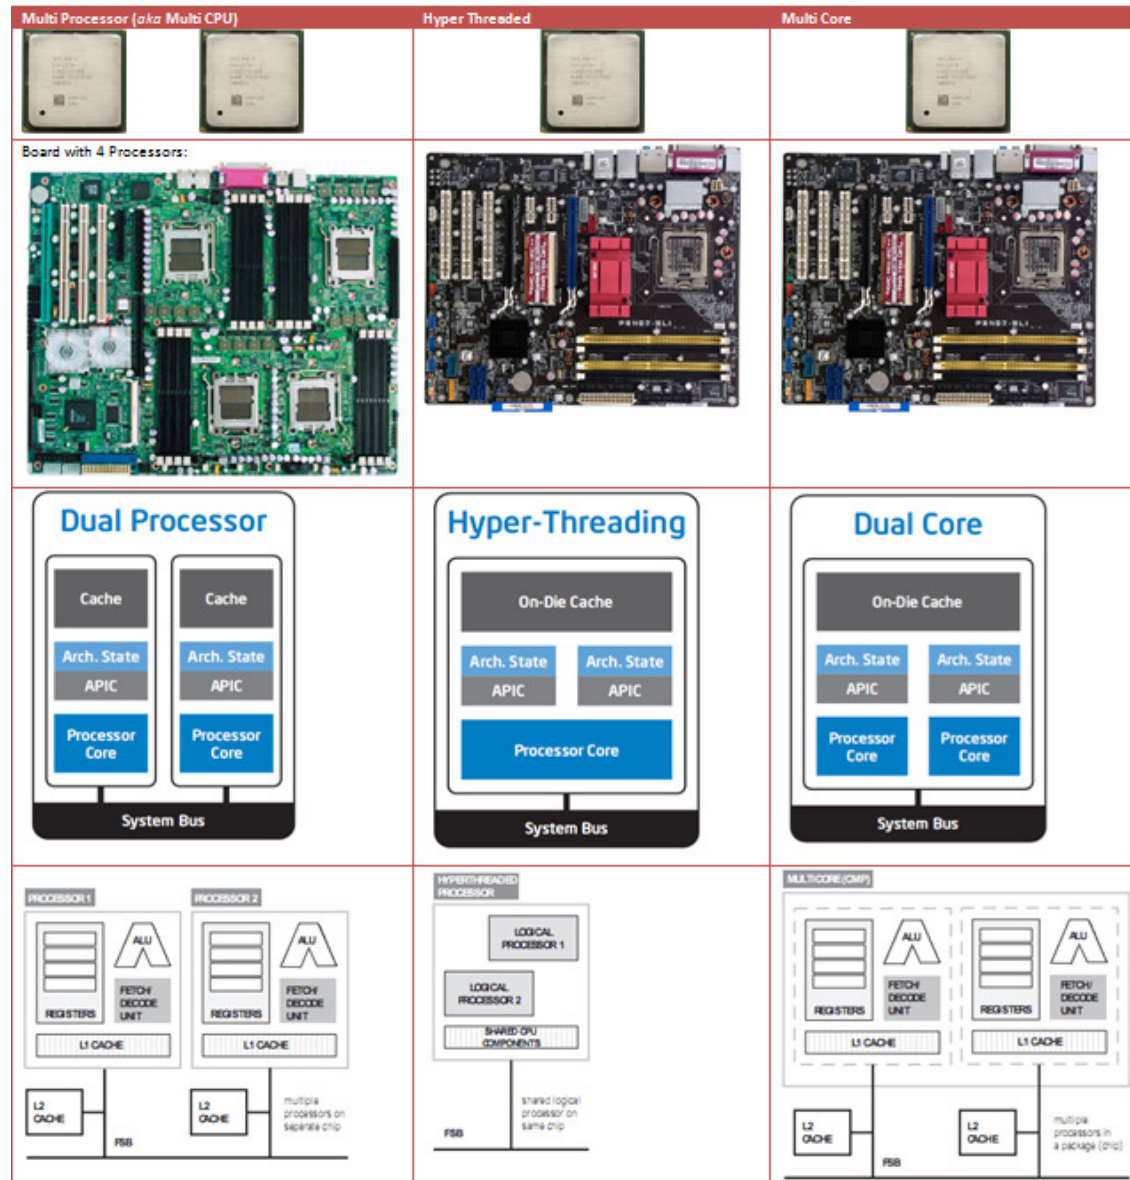 Multi Processor (aka Multi CPU)
Hyper Threaded
Multi Core
Board with 4 Processors:
P5ND2-SLI
P5ND2-SLI
Dual Processor
Cache
Cache
Arch. State
Arch. State
APIC
APIC
Processor
Core
Processor
Core
System Bus
Hyper-Threading
On-Die Cache
Arch. State
Arch. State
APIC
APIC
Processor Core
System Bus
Dual Core
On-Die Cache
Arch. State
Arch. State
APIC
APIC
Processor
Core
Processor
Core
System Bus
PROCESSOR 1
ALU
FETCH/
DECODE
UNIT
REGISTERS
L1 CACHE
L2
CACHE
PROCESSOR 2
ALU
FETCH/
DECODE
UNIT
REGISTERS
L1 CACHE
L2
CACHE
multiple
processors on
separate chip
FSB
HYPERTHREADED
PROCESSOR
LOGICAL
PROCESSOR 1
LOGICAL
PROCESSOR 2
SHARED CPU
COMPONENTS
shared logical
processor on
same chip
FSB
MULTICORE (CMP)
ALU
FETCH/
DECODE
UNIT
REGISTERS
L1 CACHE
ALU
FETCH/
DECODE
UNIT
REGISTERS
L1 CACHE
L2
CACHE
L2
CACHE
multiple
processors in
a package (chip)
FSB